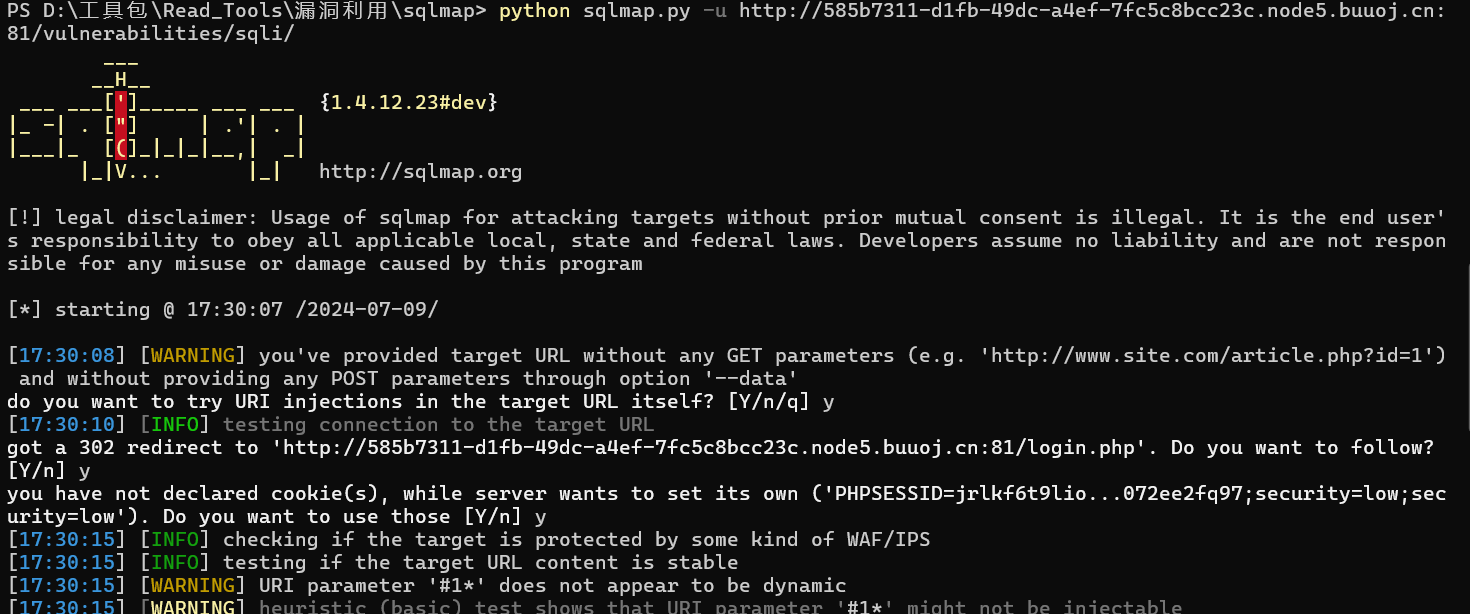 PS D:\工具包\Read_Tools\漏洞利用\sqlmap> python sqlmap.py -u http://585b7311-d1fb-49dc-a4ef-7fc5c8bcc23c.node5.buuoj.cn:
81/vulnerabilities/sqli/
        ___
       __H__
 ___ ___[']_____ ___ ___  {1.4.12.23#dev}
|_ -| . ["]     | .'| . |
|___|_  [(]_|_|_|__,|  _|
      |_|V...       |_|   http://sqlmap.org
[!] legal disclaimer: Usage of sqlmap for attacking targets without prior mutual consent is illegal. It is the end user'
s responsibility to obey all applicable local, state and federal laws. Developers assume no liability and are not respon
sible for any misuse or damage caused by this program
[*] starting @ 17:30:07 /2024-07-09/
[17:30:08] [WARNING] you've provided target URL without any GET parameters (e.g. 'http://www.site.com/article.php?id=1')
 and without providing any POST parameters through option '--data'
do you want to try URI injections in the target URL itself? [Y/n/q] y
[17:30:10] [INFO] testing connection to the target URL
got a 302 redirect to 'http://585b7311-d1fb-49dc-a4ef-7fc5c8bcc23c.node5.buuoj.cn:81/login.php'. Do you want to follow?
[Y/n] y
you have not declared cookie(s), while server wants to set its own ('PHPSESSID=jrlkf6t9lio...072ee2fq97;security=low;sec
urity=low'). Do you want to use those [Y/n] y
[17:30:15] [INFO] checking if the target is protected by some kind of WAF/IPS
[17:30:15] [INFO] testing if the target URL content is stable
[17:30:15] [WARNING] URI parameter '#1*' does not appear to be dynamic
[17:30:15] [WARNING] heuristic (basic) test shows that URI parameter '#1*' might not be injectable